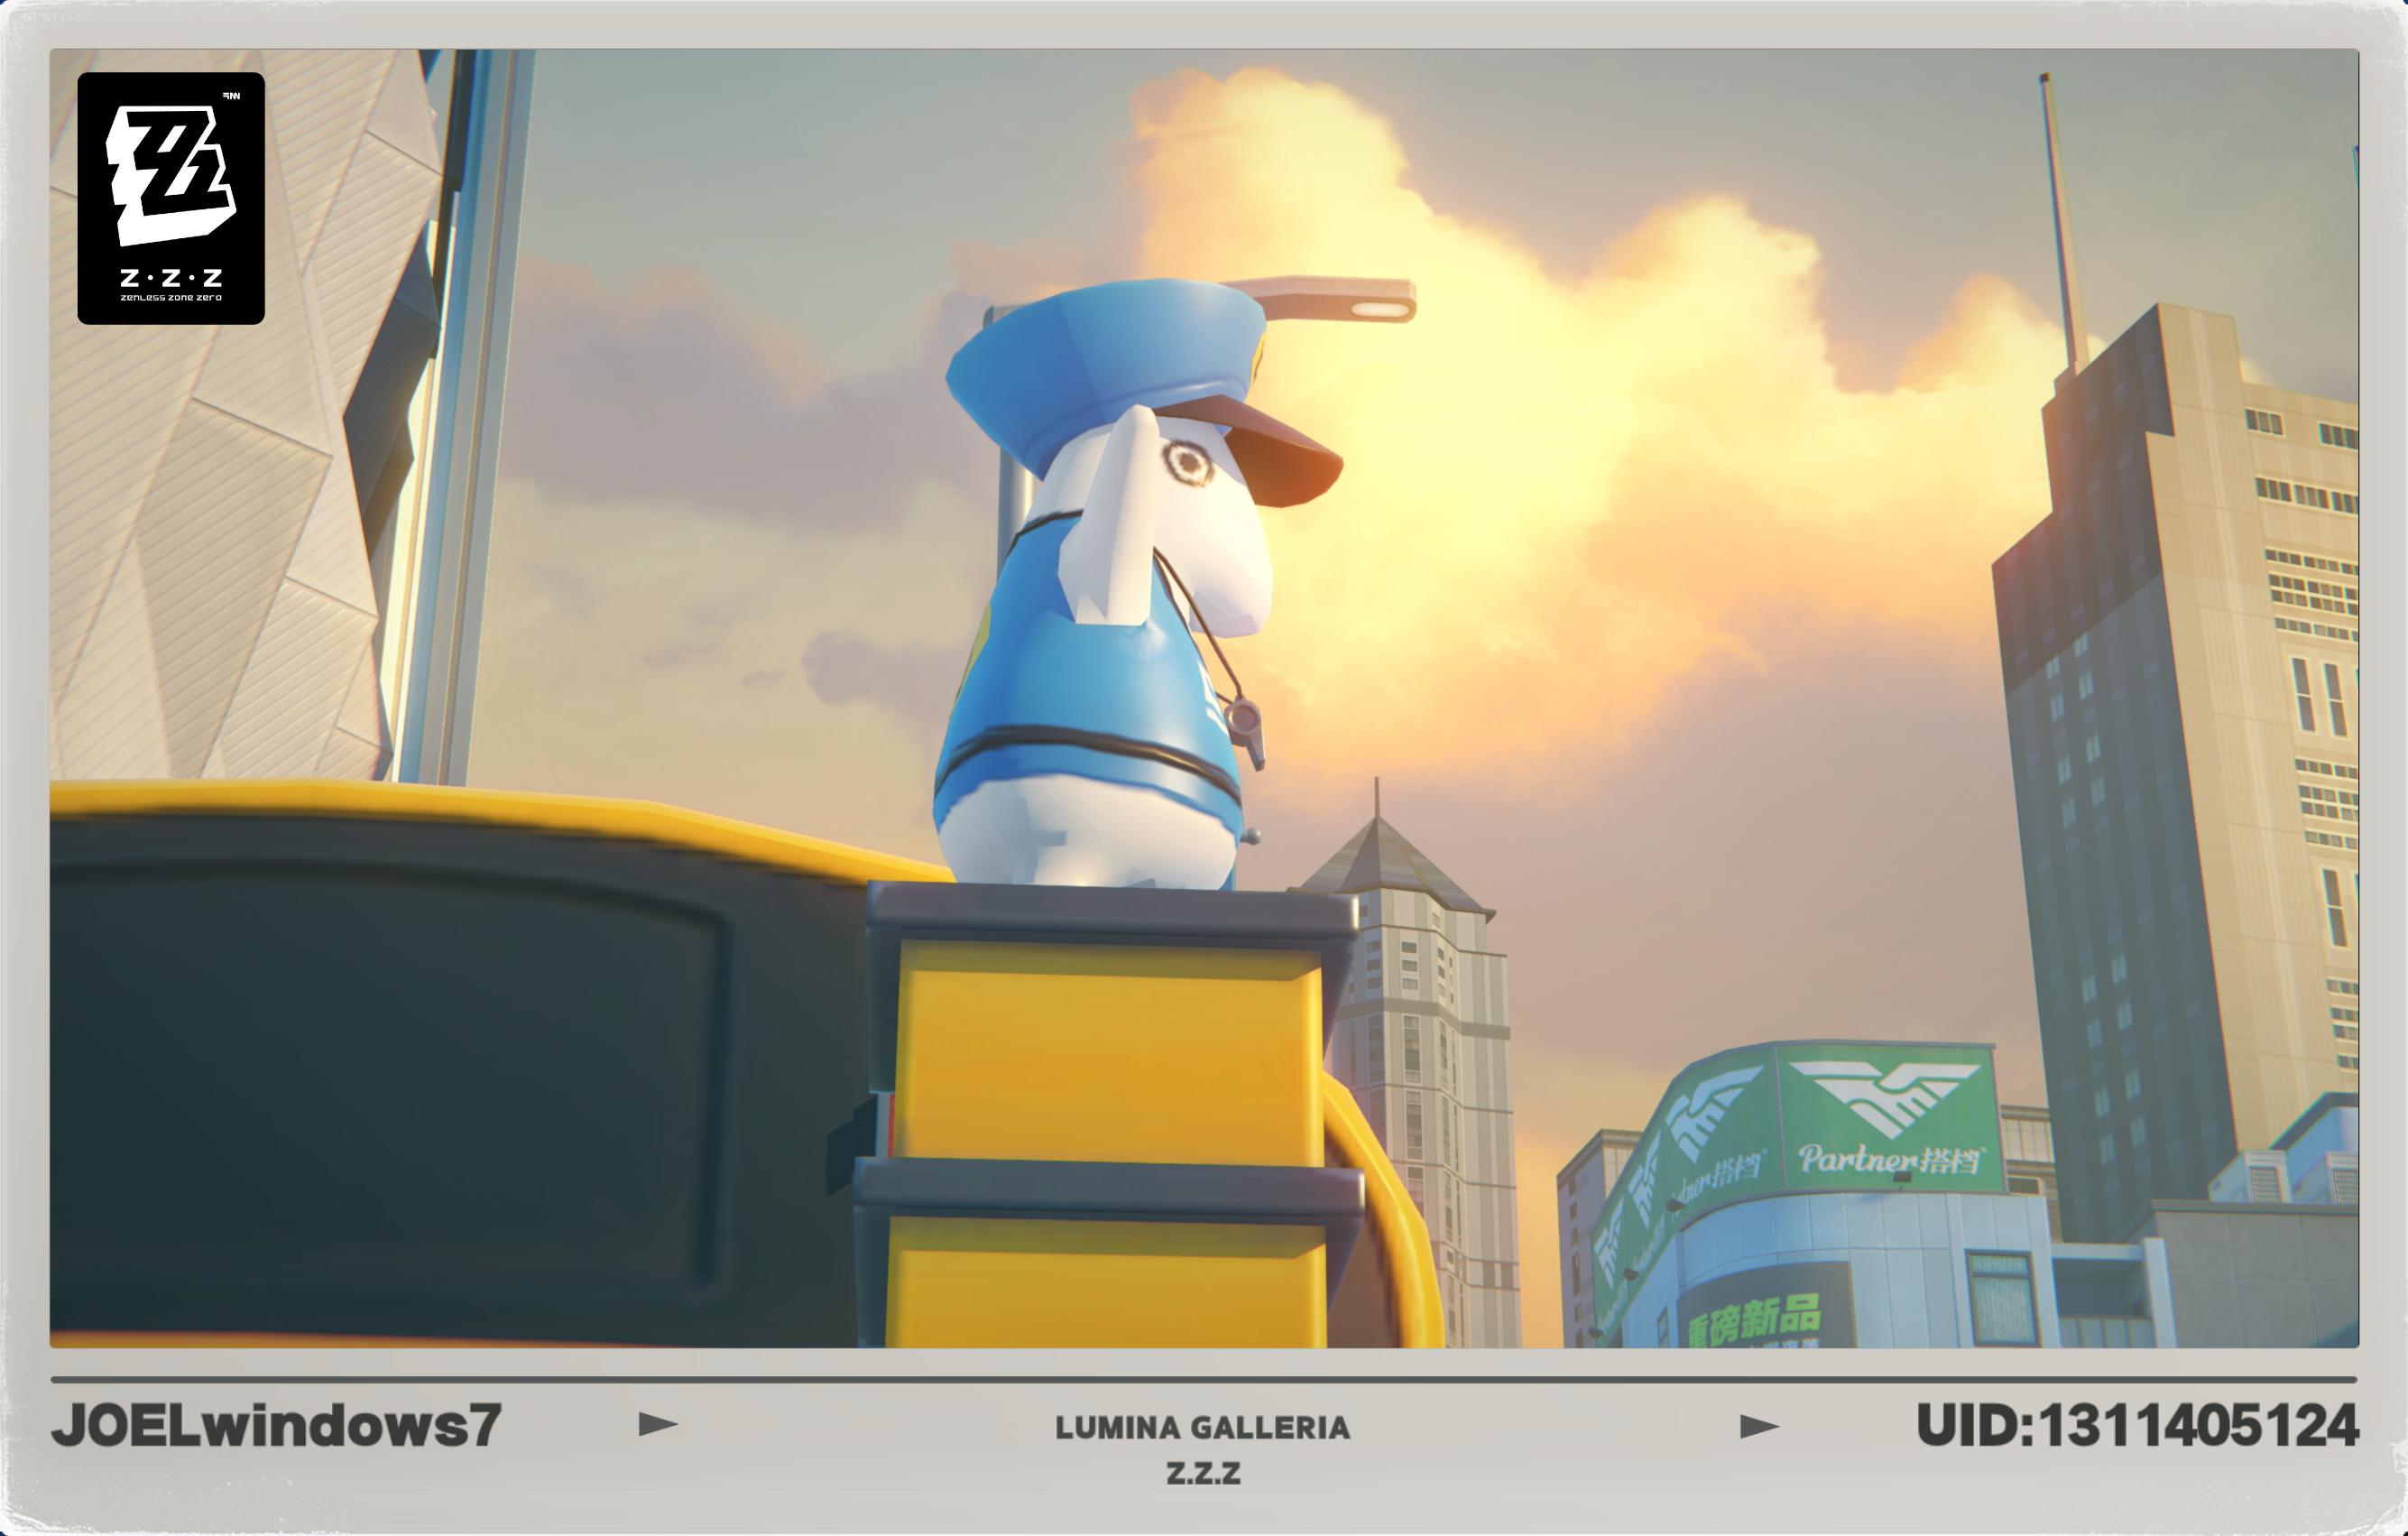 Z·Z·Z
ZENLESS ZONE ZERO
Partner搭档
重磅新品
JOELwindows7
LUMINA GALLERIA
Z.Z.Z
UID:1311405124